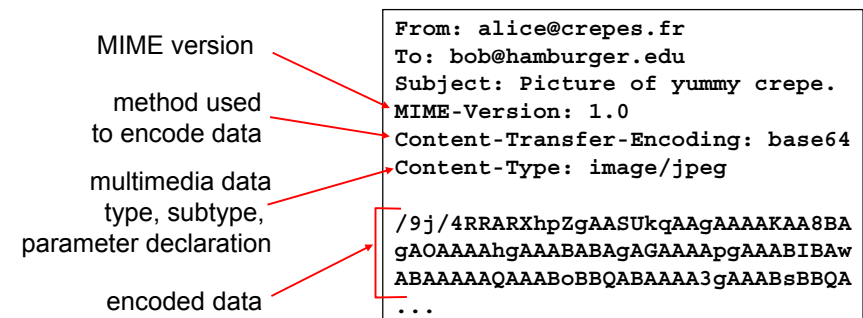 MIME version
method used
to encode data
multimedia data
type, subtype,
parameter declaration
encoded data
From: alice@crepes.fr
To: bob@hamburger.edu
Subject: Picture of yummy crepe.
MIME-Version: 1.0
Content-Transfer-Encoding: base64
Content-Type: image/jpeg
/9j/4RRARXhpZgAASUkqAAgAAAAKAA8BA
gAOAAAAhgAAABABAgAGAAAApgAAABIBAw
ABAAAAAQAAABoBBQABAAAA3gAAABsBBQA
...